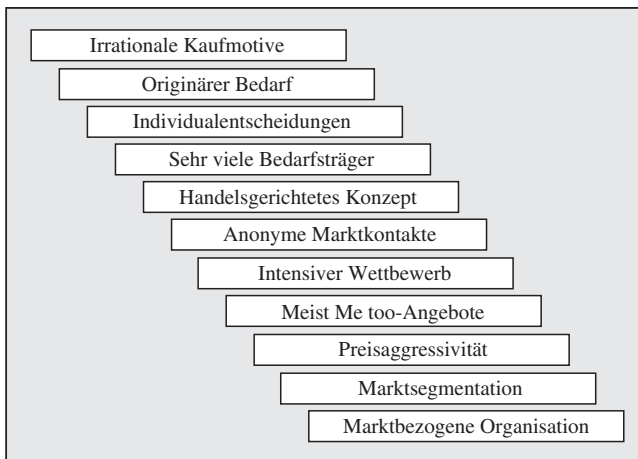 Irrationale Kaufmotive
Originärer Bedarf
Individualentscheidungen
Sehr viele Bedarfsträger
Handelsgerichtetes Konzept
Anonyme Marktkontakte
Intensiver Wettbewerb
Meist Me too-Angebote
Preisaggressivität
Marktsegmentation
Marktbezogene Organisation